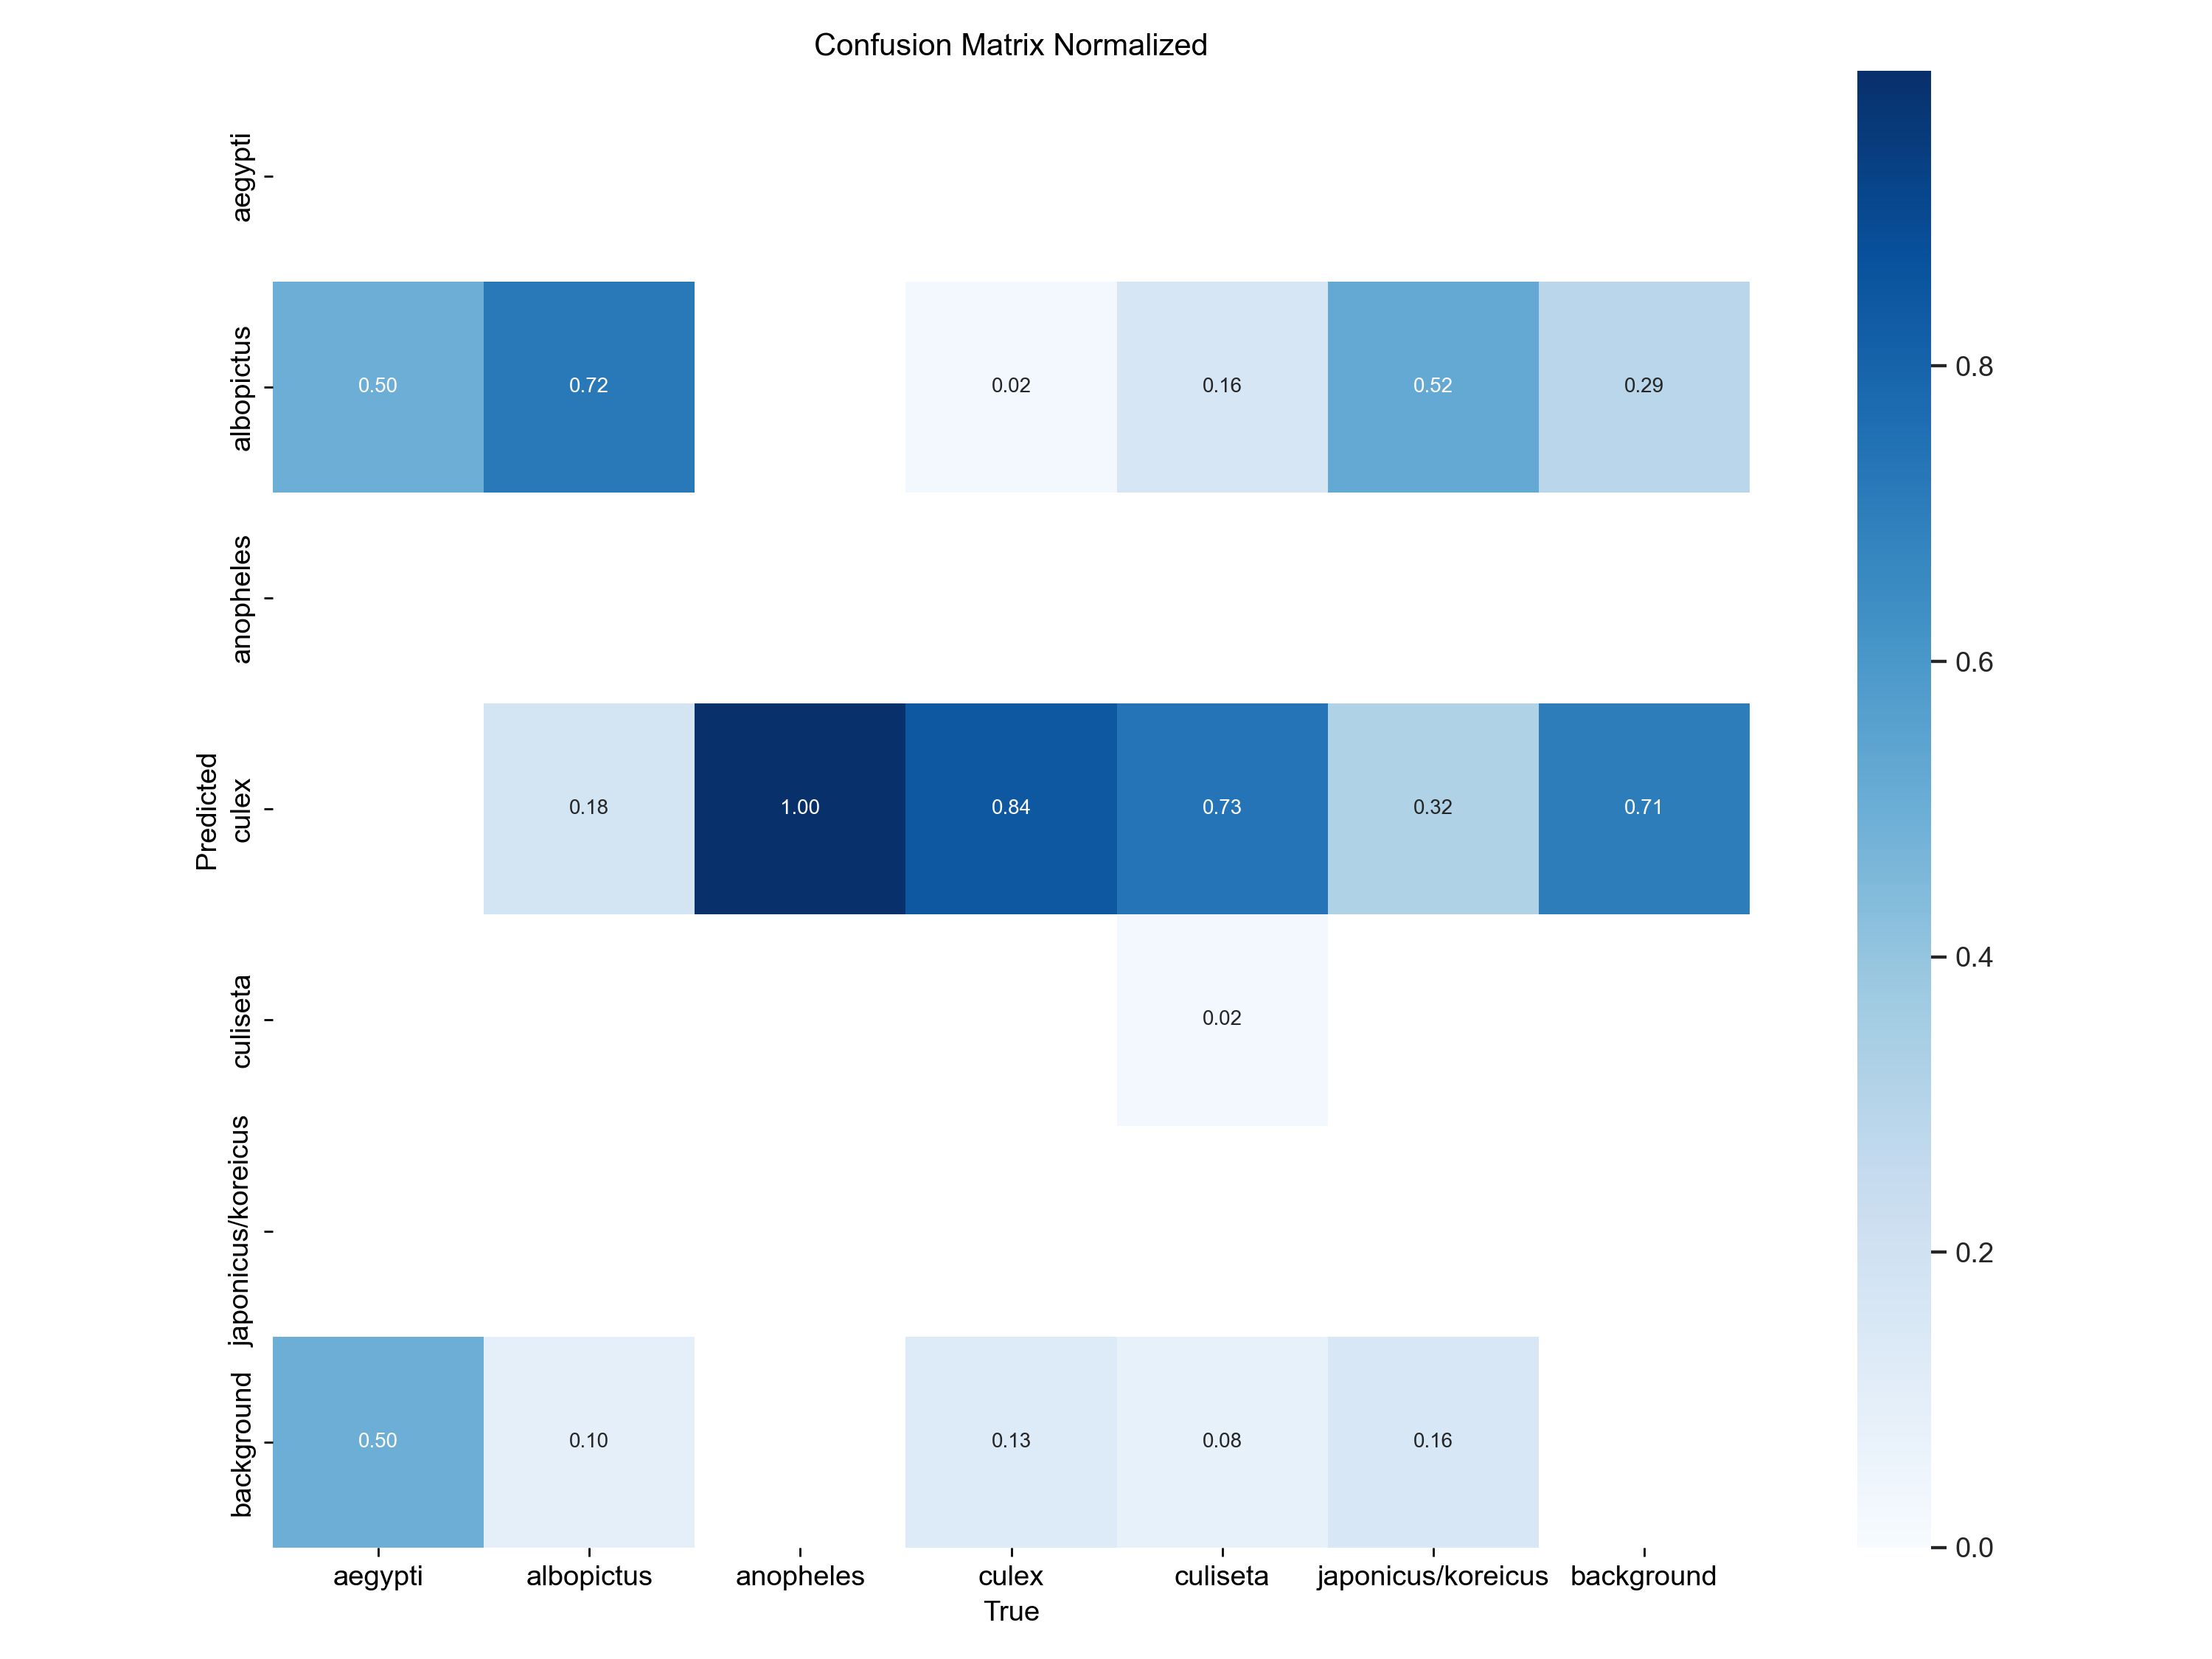 Confusion Matrix Normalized
aegypti
albopictus
anopheles
culex
culiseta
japonicus/koreicus
background
Predicted
0.50 0.72 0.02 0.16 0.52 0.29
0.18 1.00 0.84 0.73 0.32 0.71
0.02
0.50 0.10 0.13 0.08 0.16
aegypti albopictus anopheles culex culiseta japonicus/koreicus background
True
0.8
0.6
0.4
0.2
0.0